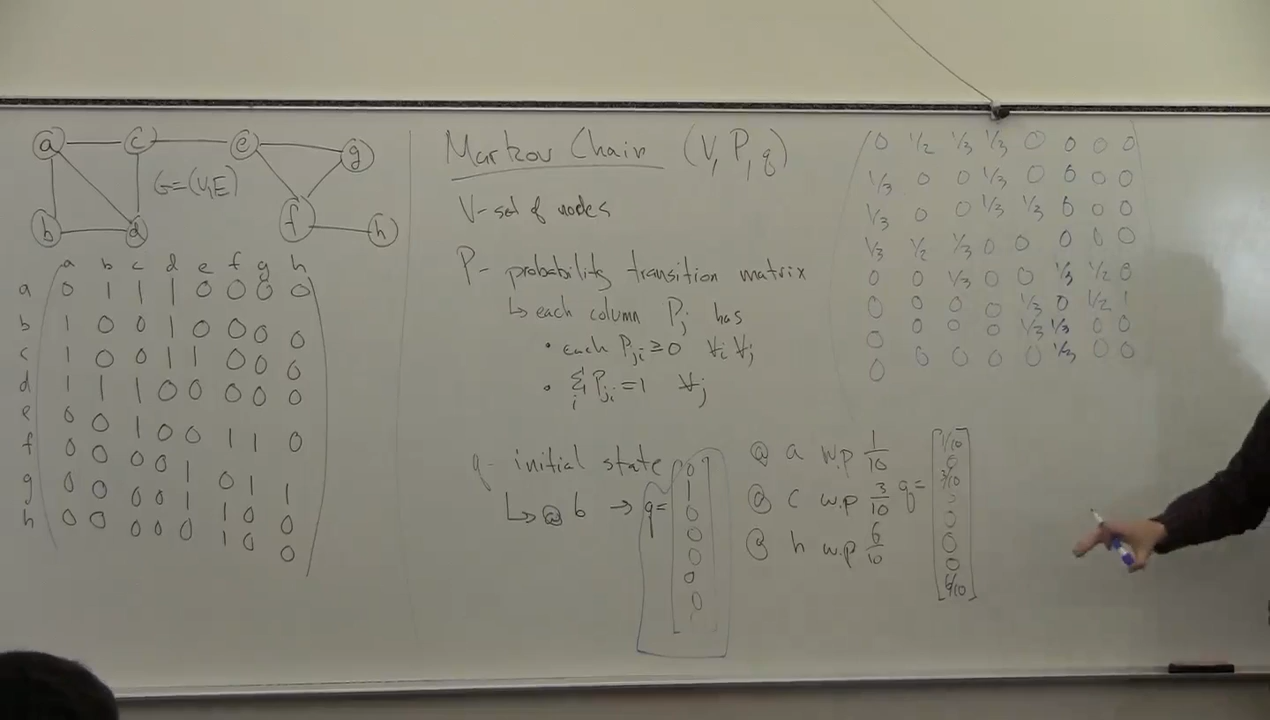 a c e g
G=(V,E)
b d f h
a b c d e f g h
a 0 1 1 1 0 0 0 0
b 1 0 0 1 0 0 0 0
c 1 0 0 1 1 0 0 0
d 1 1 1 0 0 0 0 0
e 0 0 1 0 0 1 1 0
f 0 0 0 0 1 0 1 1
g 0 0 0 0 1 1 0 0
h 0 0 0 0 0 1 0 0
Markov Chain (V, P, q)
V - set of nodes
P - probability transition matrix
↳ each column Pj has
• each Pji ≥ 0 ∀i ∀j
• Σi Pji = 1 ∀j
q - initial state
↳ @ b → q =
0
1
0
0
0
0
0
@ a w.p 1/10
@ c w.p 3/10
@ h w.p 6/10
q =
1/10
0
3/10
0
0
0
6/10
0 1/2 1/3 1/3 0 0 0 0
1/3 0 0 1/3 0 0 0 0
1/3 0 0 1/3 1/3 0 0 0
1/3 1/2 1/3 0 0 0 0 0
0 0 1/3 0 0 1/3 1/2 0
0 0 0 0 1/3 0 1/2 1
0 0 0 0 1/3 1/3 0 0
0 0 0 0 0 1/3 0 0